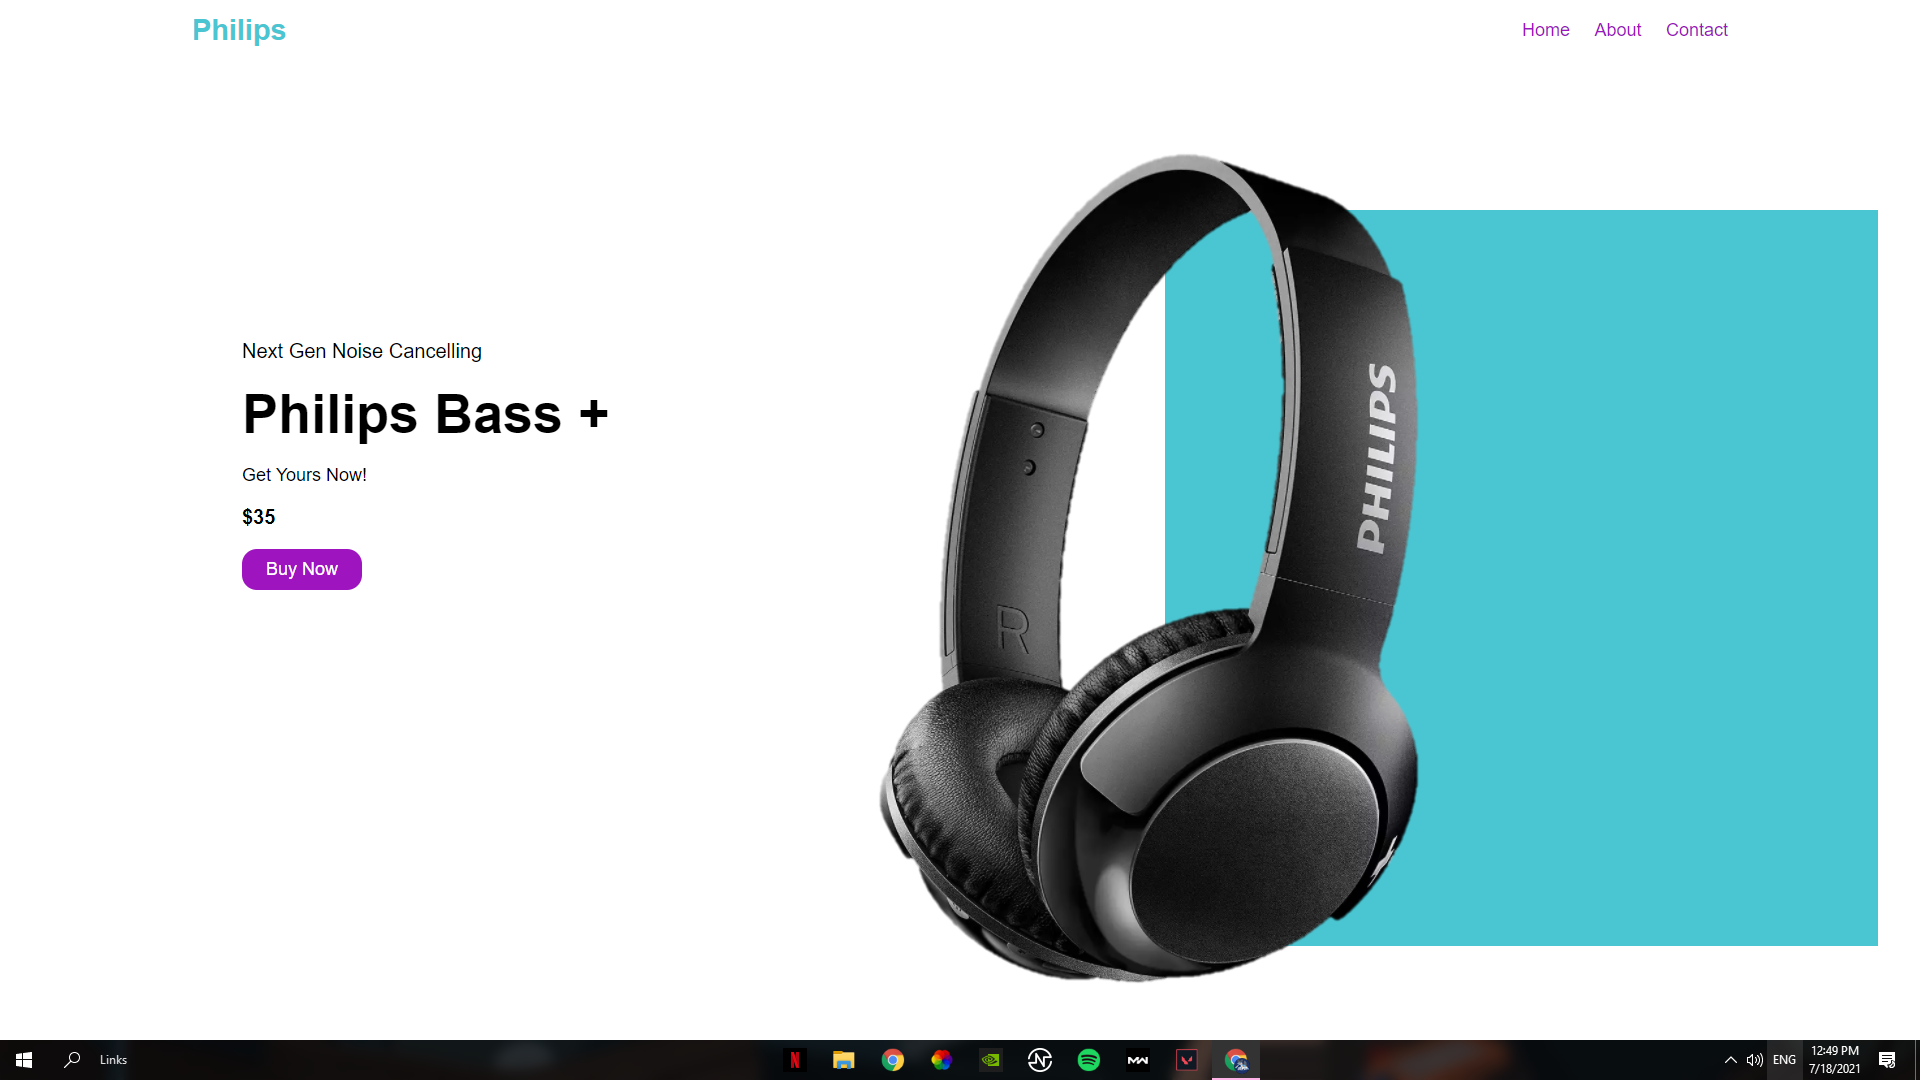 Philips
Home About Contact
Next Gen Noise Cancelling
Philips Bass +
Get Yours Now!
$35
Buy Now
PHILIPS
R
Links
ENG
12:49 PM
7/18/2021